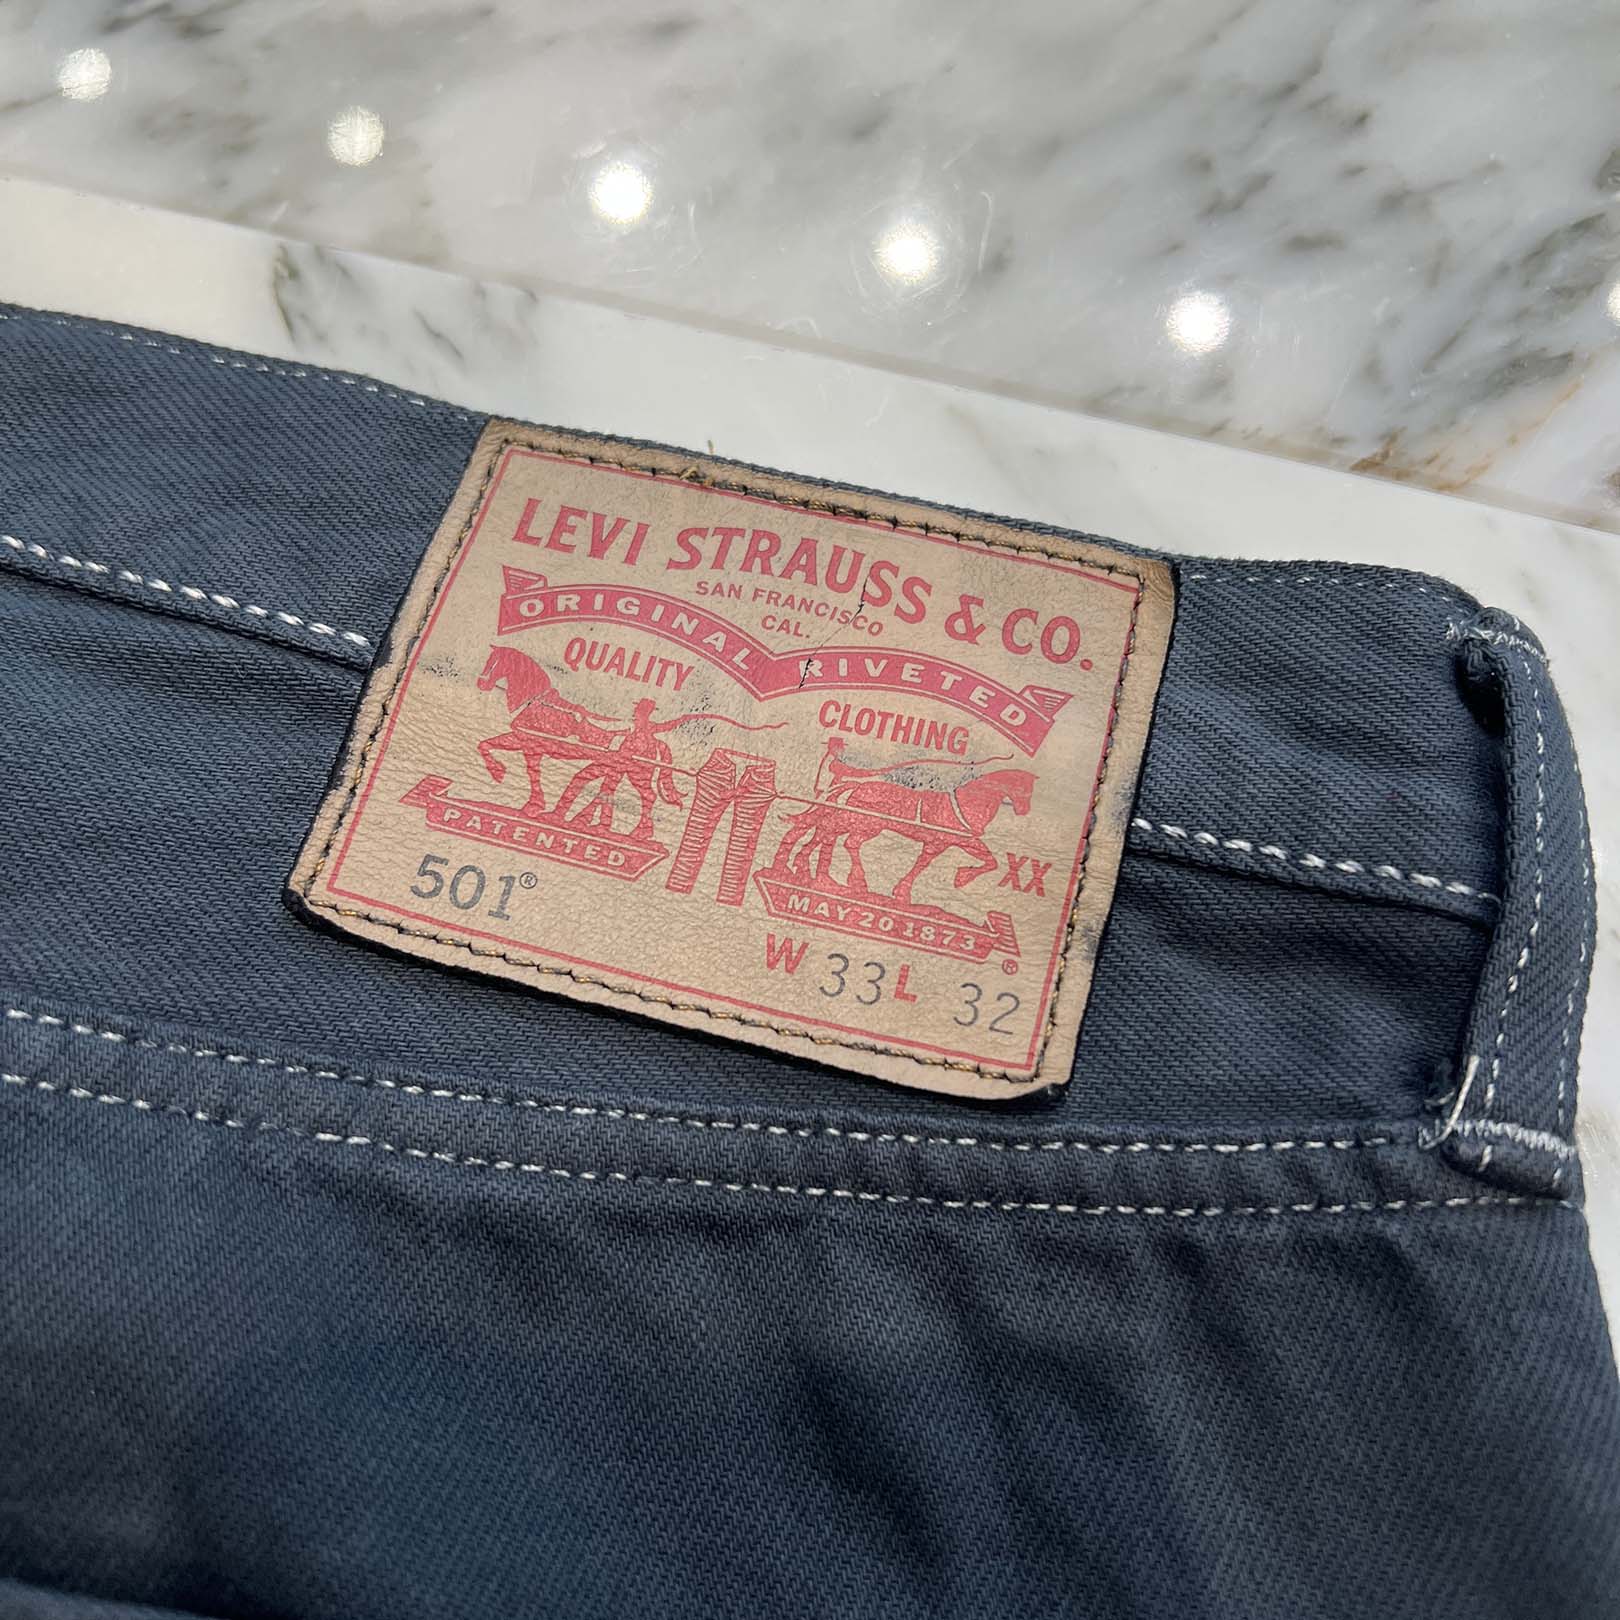 LEVI STRAUSS & CO.
SAN FRANCISCO
CAL.
ORIGINAL RIVETED
QUALITY CLOTHING
XX
PATENTED
MAY 20 1873
501®
®
W 33 L 32